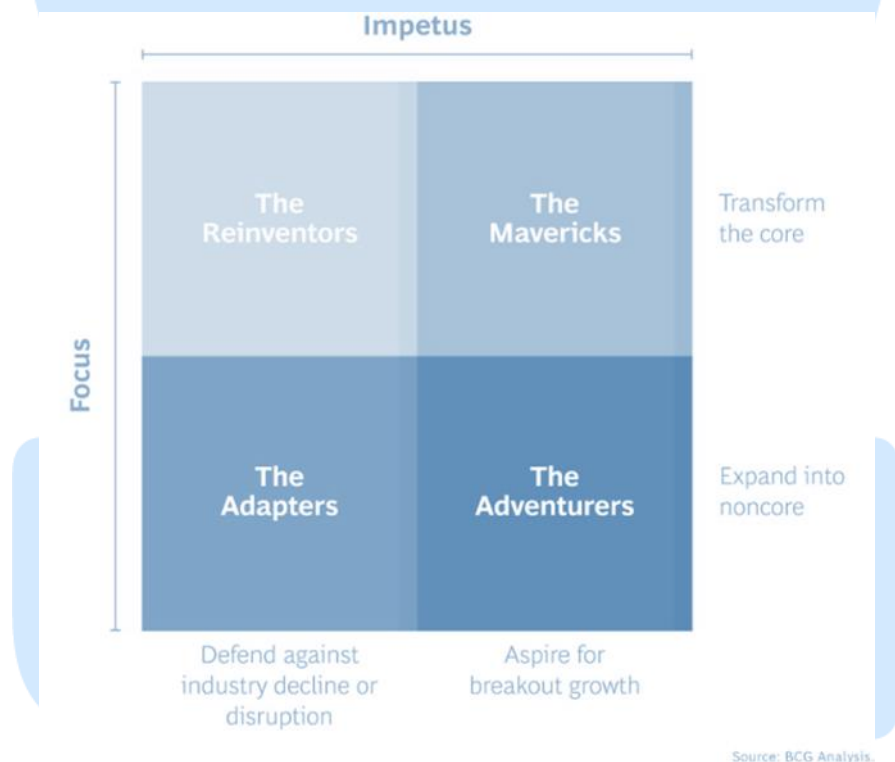 Impetus
The
Reinventors
The
Mavericks
Transform
the core
Focus
The
Adapters
The
Adventurers
Expand into
noncore
Defend against
industry decline or
disruption
Aspire for
breakout growth
Source: BCG Analysis.